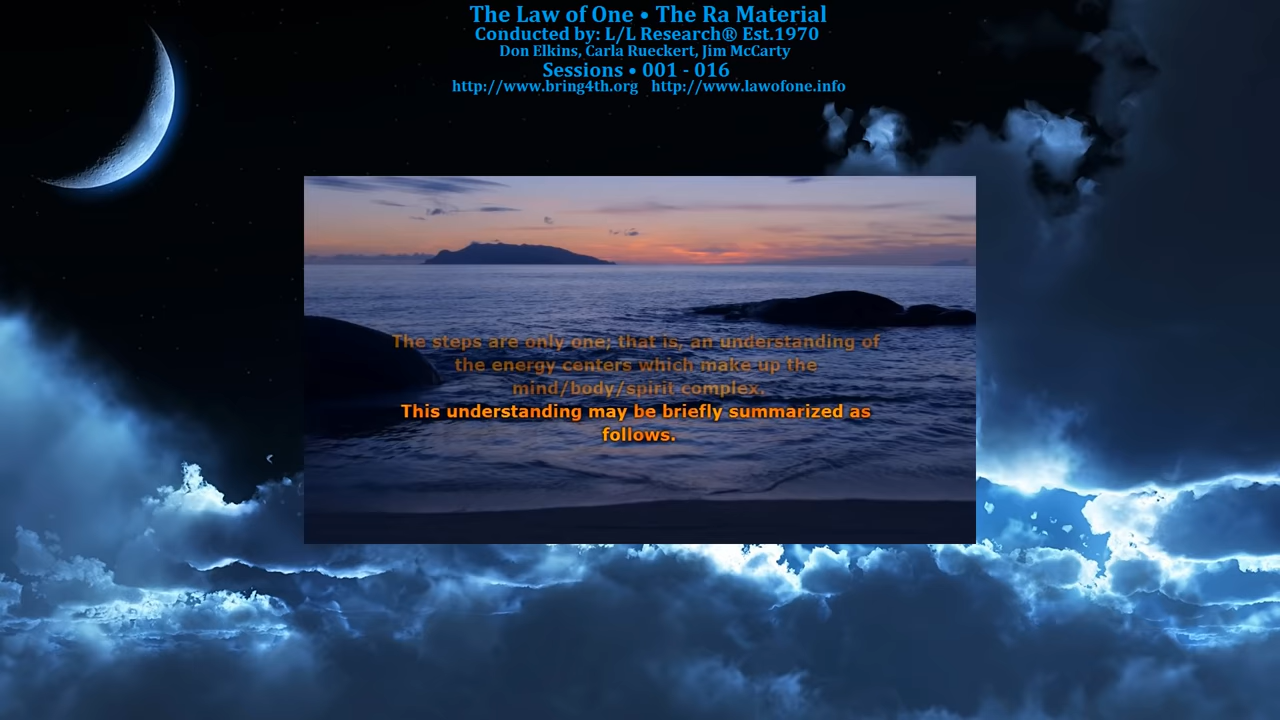 The Law of One • The Ra Material
Conducted by: L/L Research® Est.1970
Don Elkins, Carla Rueckert, Jim McCarty
Sessions • 001 - 016
http://www.bring4th.org http://www.lawofone.info
The steps are only one; that is, an understanding of
the energy centers which make up the
mind/body/spirit complex.
This understanding may be briefly summarized as
follows.